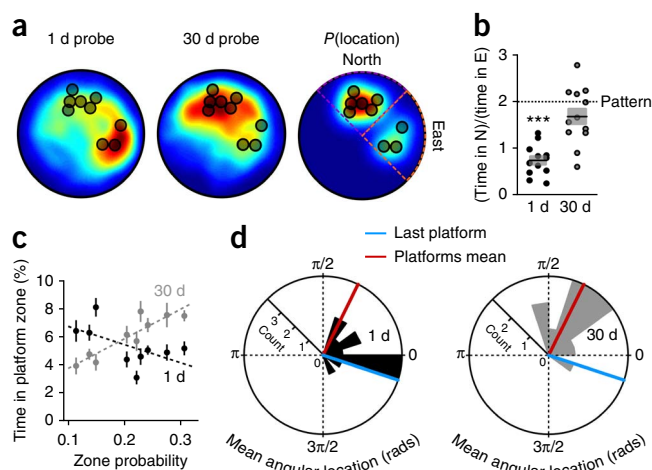 a
1 d probe
30 d probe
P(location)
North
East
b
(Time in N)/(time in E)
3
2
1
0
Pattern
***
1 d
30 d
c
Time in platform zone (%)
10
8
6
4
2
0
30 d
1 d
0.1
0.2
0.3
Zone probability
d
Last platform
Platforms mean
π/2
π
0
3π/2
3
2
1
0
Count
1 d
Mean angular location (rads)
π/2
π
0
3π/2
2
1
0
Count
30 d
Mean angular location (rads)